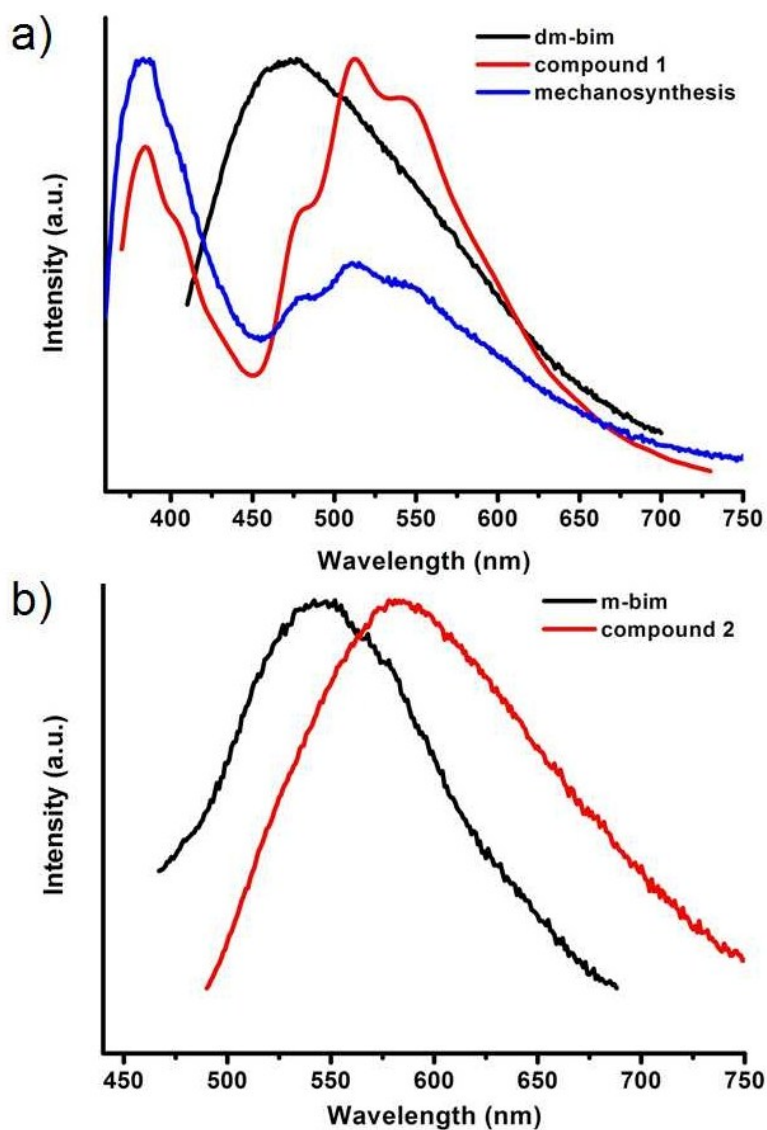 a)
dm-bim
compound 1
mechanosynthesis
Intensity (a.u.)
400 450 500 550 600 650 700 750
Wavelength (nm)
b)
m-bim
compound 2
Intensity (a.u.)
450 500 550 600 650 700 750
Wavelength (nm)